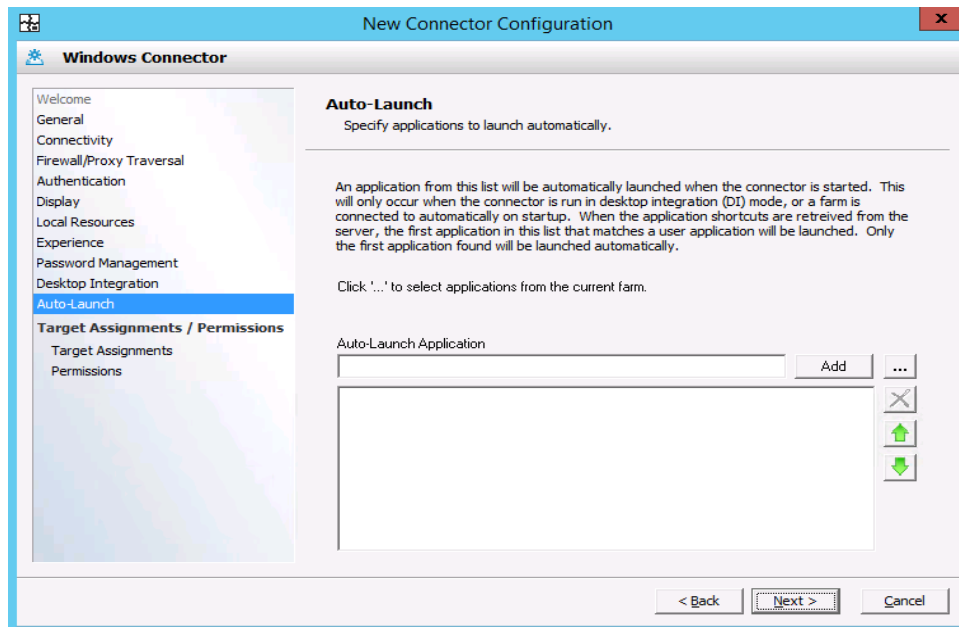 New Connector Configuration
x
Windows Connector
Welcome
General
Connectivity
Firewall/Proxy Traversal
Authentication
Display
Local Resources
Experience
Password Management
Desktop Integration
Auto-Launch
Target Assignments / Permissions
Target Assignments
Permissions
Auto-Launch
Specify applications to launch automatically.
An application from this list will be automatically launched when the connector is started. This
will only occur when the connector is run in desktop integration (DI) mode, or a farm is
connected to automatically on startup. When the application shortcuts are retreived from the
server, the first application in this list that matches a user application will be launched. Only
the first application found will be launched automatically.
Click '...' to select applications from the current farm.
Auto-Launch Application
Add
...
< Back
Next >
Cancel